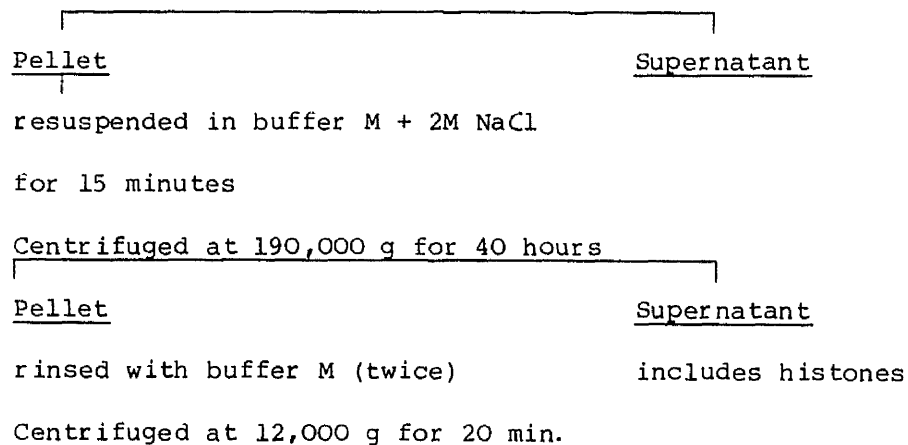 Pellet Supernatant
resuspended in buffer M + 2M NaCl
for 15 minutes
Centrifuged at 190,000 g for 40 hours
Pellet Supernatant
rinsed with buffer M (twice) includes histones
Centrifuged at 12,000 g for 20 min.